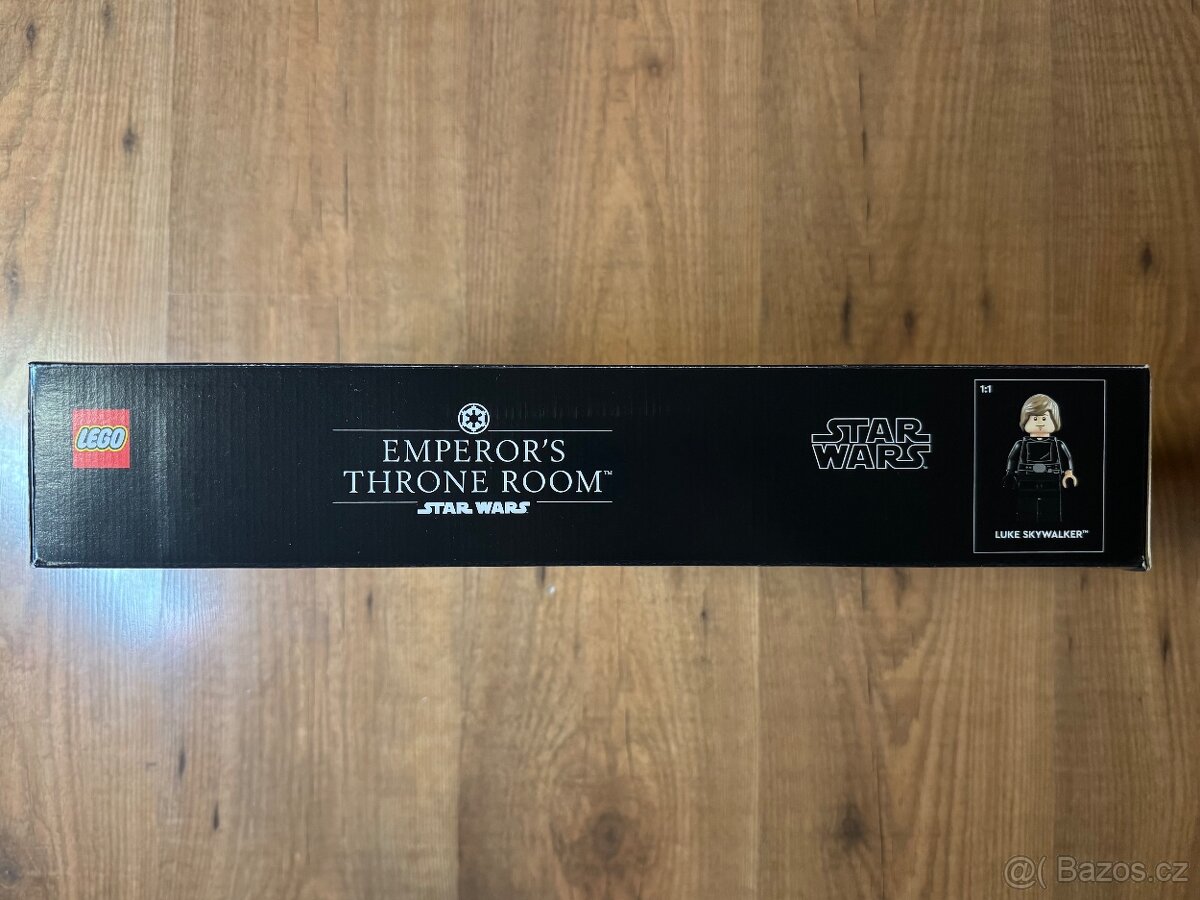 LEGO
EMPEROR'S
THRONE ROOM™
STAR WARS
STAR
WARS
1:1
LUKE SKYWALKER™
@( Bazos.cz